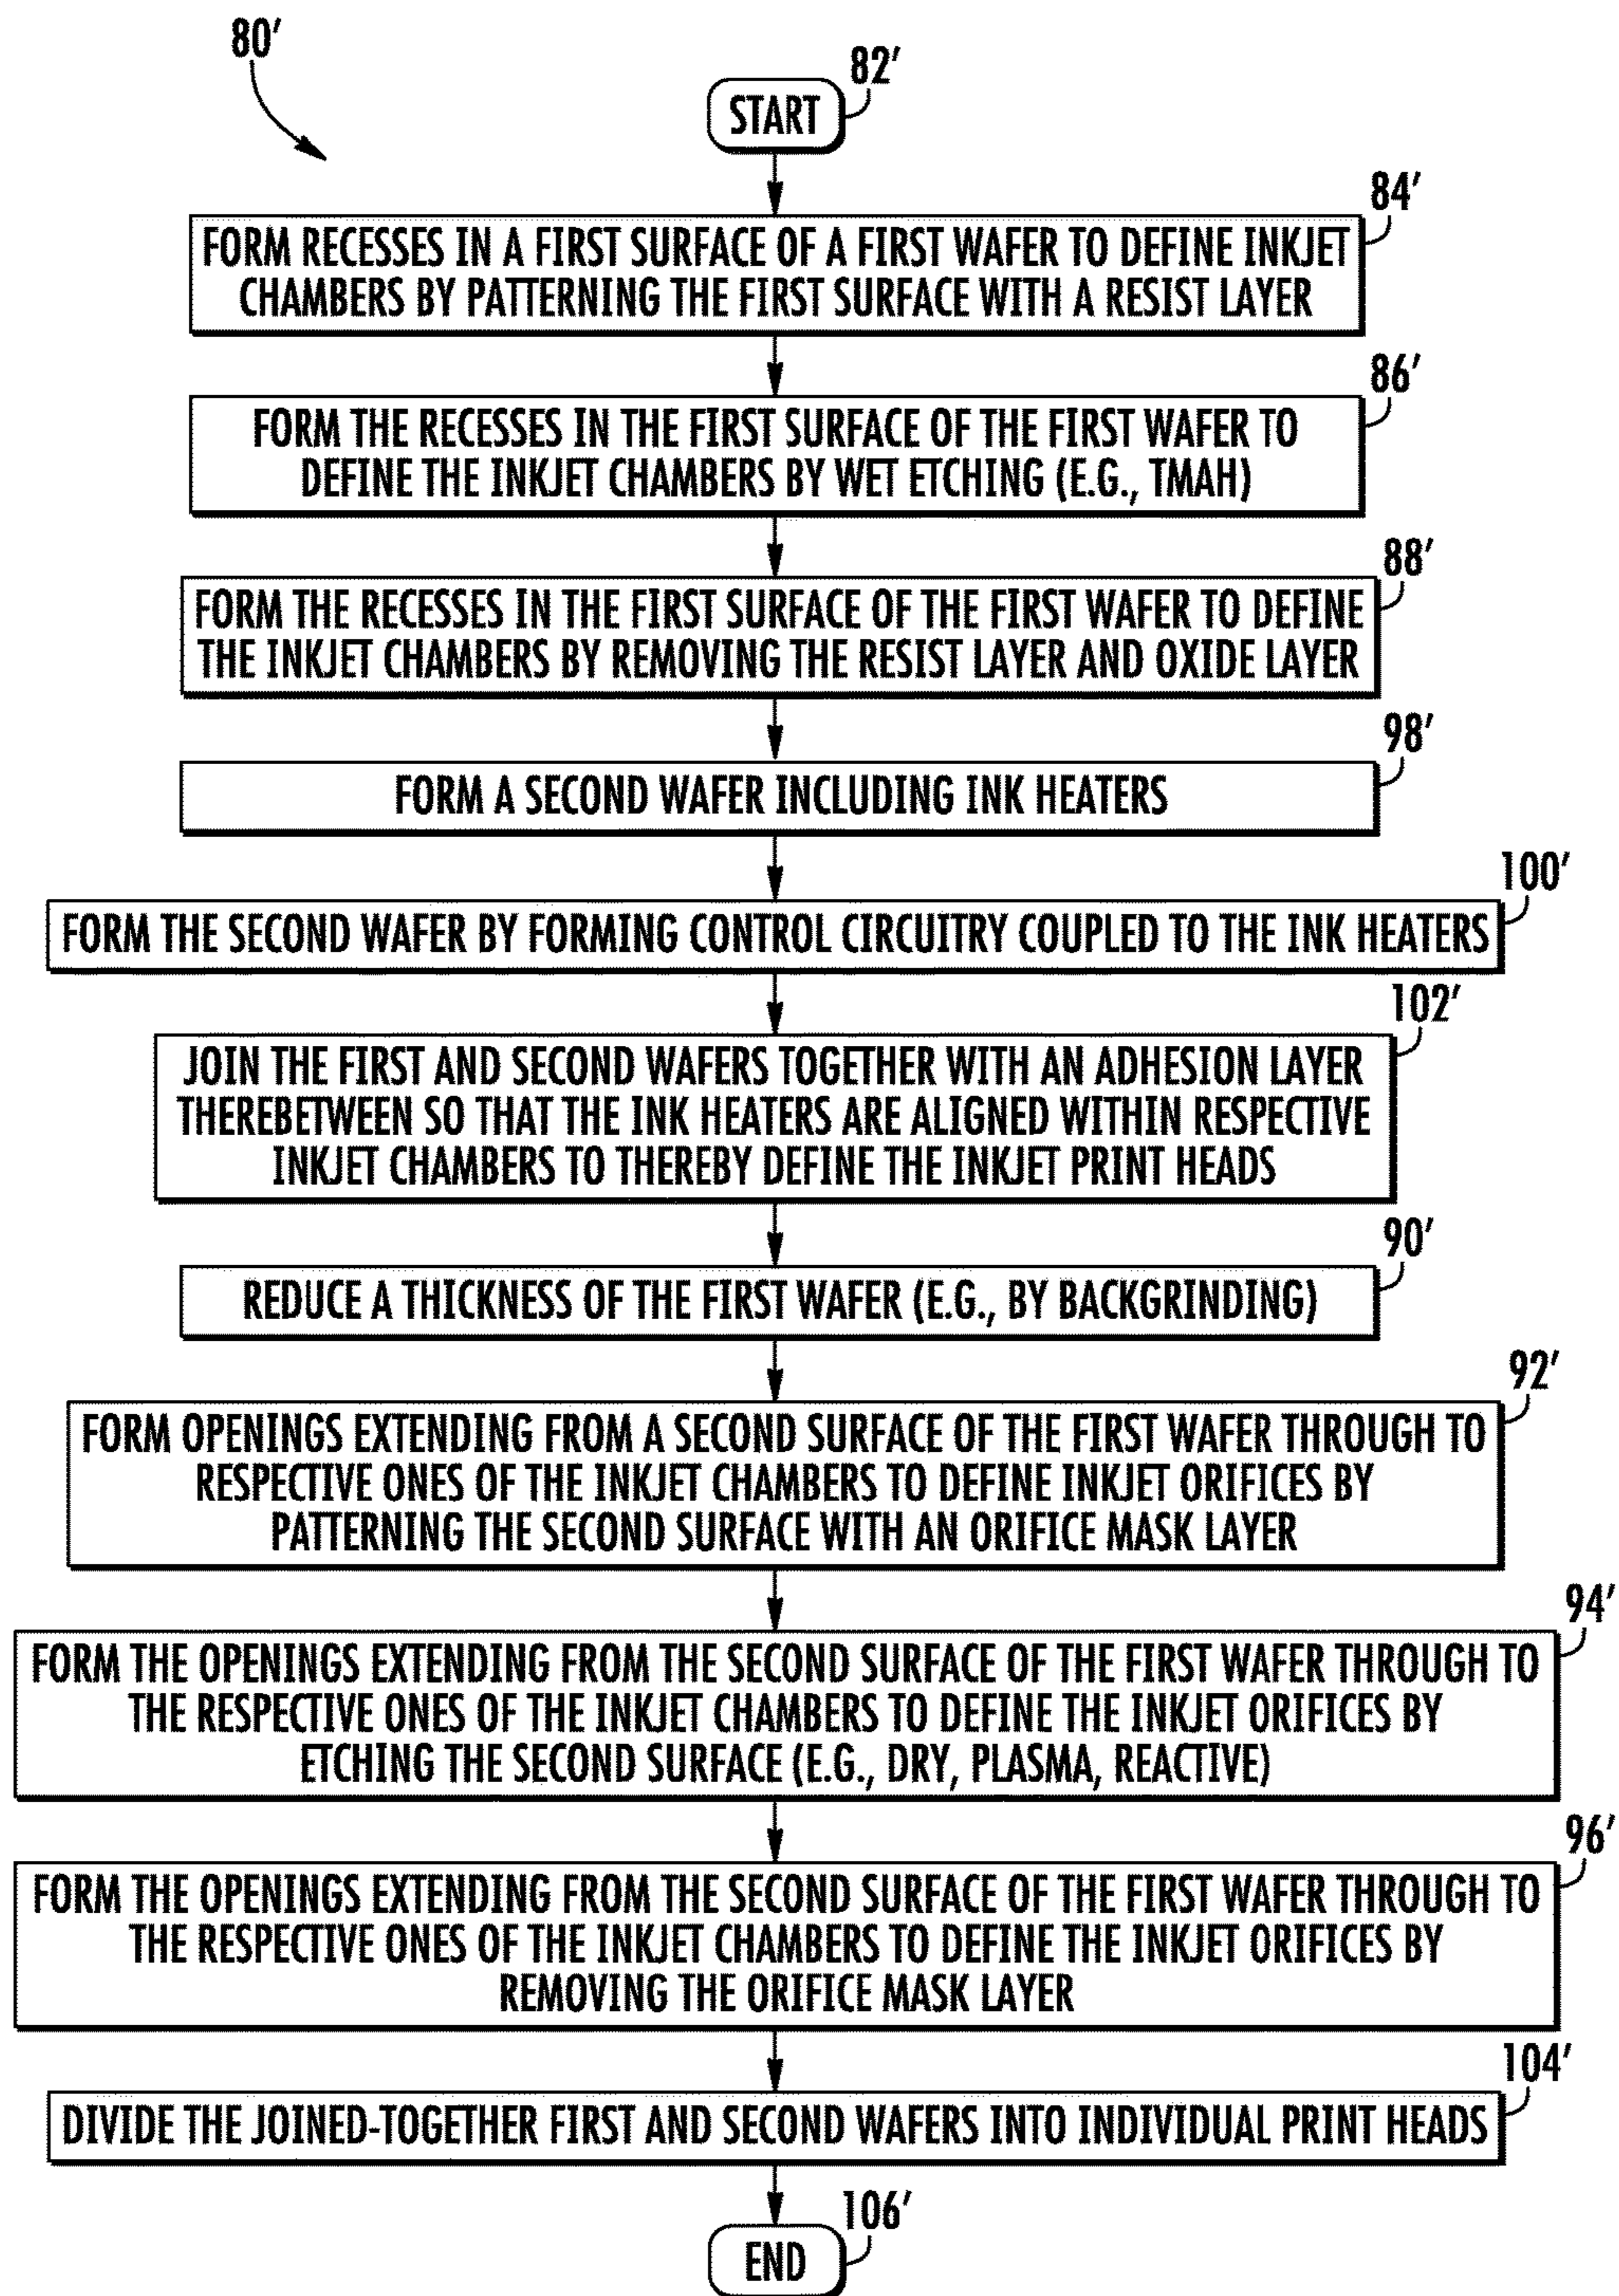 80′
82′
START
84′
FORM RECESSES IN A FIRST SURFACE OF A FIRST WAFER TO DEFINE INKJET
CHAMBERS BY PATTERNING THE FIRST SURFACE WITH A RESIST LAYER
86′
FORM THE RECESSES IN THE FIRST SURFACE OF THE FIRST WAFER TO
DEFINE THE INKJET CHAMBERS BY WET ETCHING (E.G., TMAH)
88′
FORM THE RECESSES IN THE FIRST SURFACE OF THE FIRST WAFER TO DEFINE
THE INKJET CHAMBERS BY REMOVING THE RESIST LAYER AND OXIDE LAYER
98′
FORM A SECOND WAFER INCLUDING INK HEATERS
100′
FORM THE SECOND WAFER BY FORMING CONTROL CIRCUITRY COUPLED TO THE INK HEATERS
102′
JOIN THE FIRST AND SECOND WAFERS TOGETHER WITH AN ADHESION LAYER
THEREBETWEEN SO THAT THE INK HEATERS ARE ALIGNED WITHIN RESPECTIVE
INKJET CHAMBERS TO THEREBY DEFINE THE INKJET PRINT HEADS
90′
REDUCE A THICKNESS OF THE FIRST WAFER (E.G., BY BACKGRINDING)
92′
FORM OPENINGS EXTENDING FROM A SECOND SURFACE OF THE FIRST WAFER THROUGH TO
RESPECTIVE ONES OF THE INKJET CHAMBERS TO DEFINE INKJET ORIFICES BY
PATTERNING THE SECOND SURFACE WITH AN ORIFICE MASK LAYER
94′
FORM THE OPENINGS EXTENDING FROM THE SECOND SURFACE OF THE FIRST WAFER THROUGH TO
THE RESPECTIVE ONES OF THE INKJET CHAMBERS TO DEFINE THE INKJET ORIFICES BY
ETCHING THE SECOND SURFACE (E.G., DRY, PLASMA, REACTIVE)
96′
FORM THE OPENINGS EXTENDING FROM THE SECOND SURFACE OF THE FIRST WAFER THROUGH TO
THE RESPECTIVE ONES OF THE INKJET CHAMBERS TO DEFINE THE INKJET ORIFICES BY
REMOVING THE ORIFICE MASK LAYER
104′
DIVIDE THE JOINED-TOGETHER FIRST AND SECOND WAFERS INTO INDIVIDUAL PRINT HEADS
106′
END